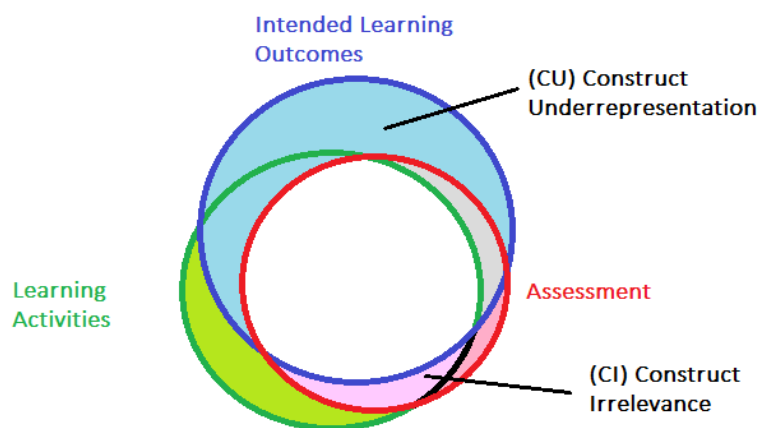 Intended Learning
Outcomes
(CU) Construct
Underrepresentation
Learning
Activities
Assessment
(CI) Construct
Irrelevance